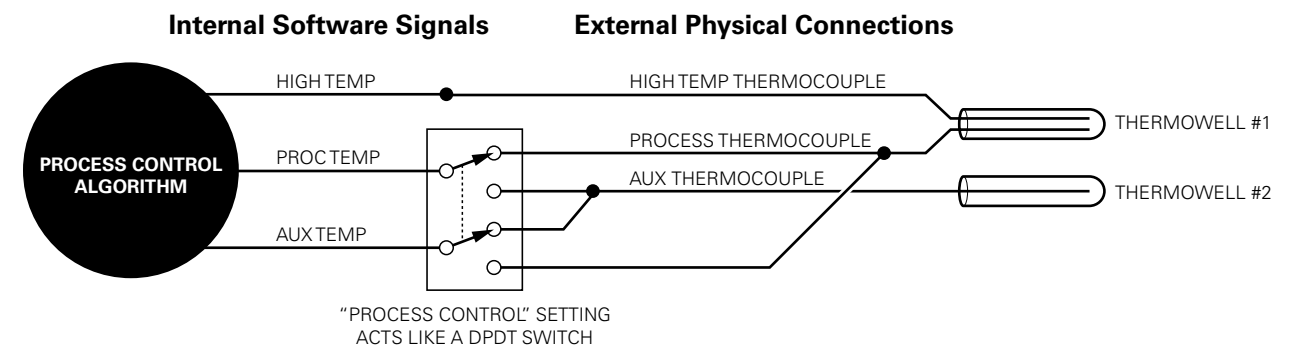 Internal Software Signals
External Physical Connections
HIGH TEMP
HIGH TEMP THERMOCOUPLE
THERMOWELL #1
PROCESS CONTROL
ALGORITHM
PROC TEMP
PROCESS THERMOCOUPLE
AUX THERMOCOUPLE
THERMOWELL #2
AUX TEMP
“PROCESS CONTROL” SETTING
ACTS LIKE A DPDT SWITCH